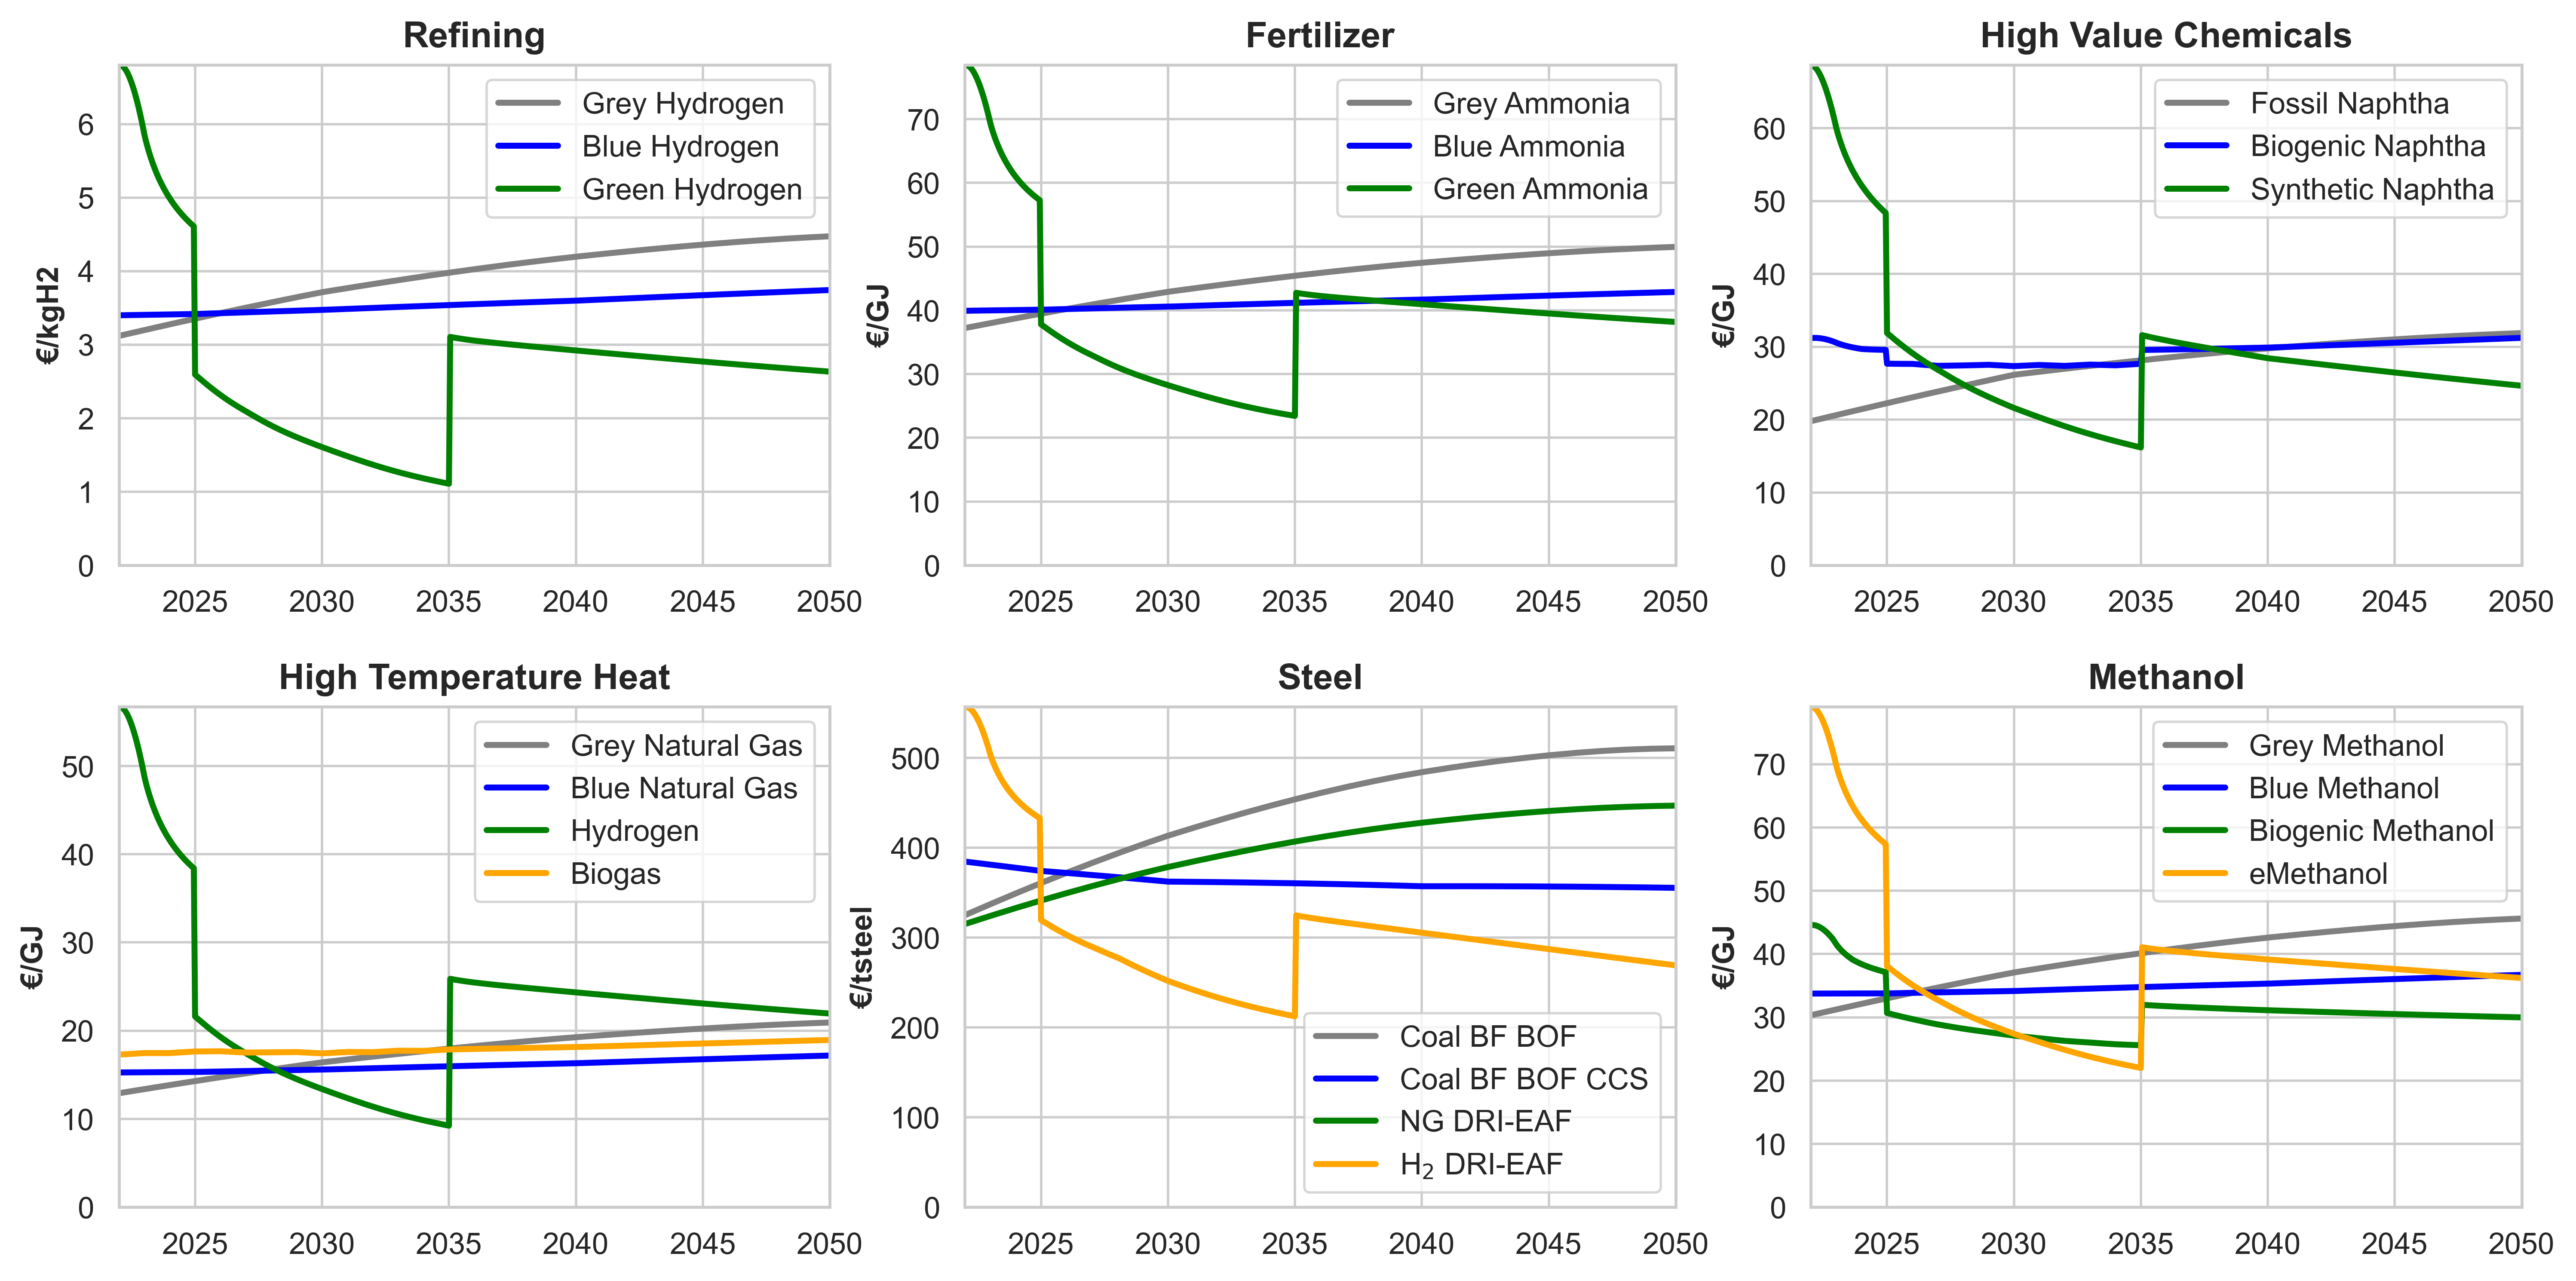 Refining
€/kgH2
6
5
4
3
2
1
0
2025 2030 2035 2040 2045 2050
Grey Hydrogen
Blue Hydrogen
Green Hydrogen
Fertilizer
€/GJ
70
60
50
40
30
20
10
0
2025 2030 2035 2040 2045 2050
Grey Ammonia
Blue Ammonia
Green Ammonia
High Value Chemicals
€/GJ
60
50
40
30
20
10
0
2025 2030 2035 2040 2045 2050
Fossil Naphtha
Biogenic Naphtha
Synthetic Naphtha
High Temperature Heat
€/GJ
50
40
30
20
10
0
2025 2030 2035 2040 2045 2050
Grey Natural Gas
Blue Natural Gas
Hydrogen
Biogas
Steel
€/tsteel
500
400
300
200
100
0
2025 2030 2035 2040 2045 2050
Coal BF BOF
Coal BF BOF CCS
NG DRI-EAF
H₂ DRI-EAF
Methanol
€/GJ
70
60
50
40
30
20
10
0
2025 2030 2035 2040 2045 2050
Grey Methanol
Blue Methanol
Biogenic Methanol
eMethanol